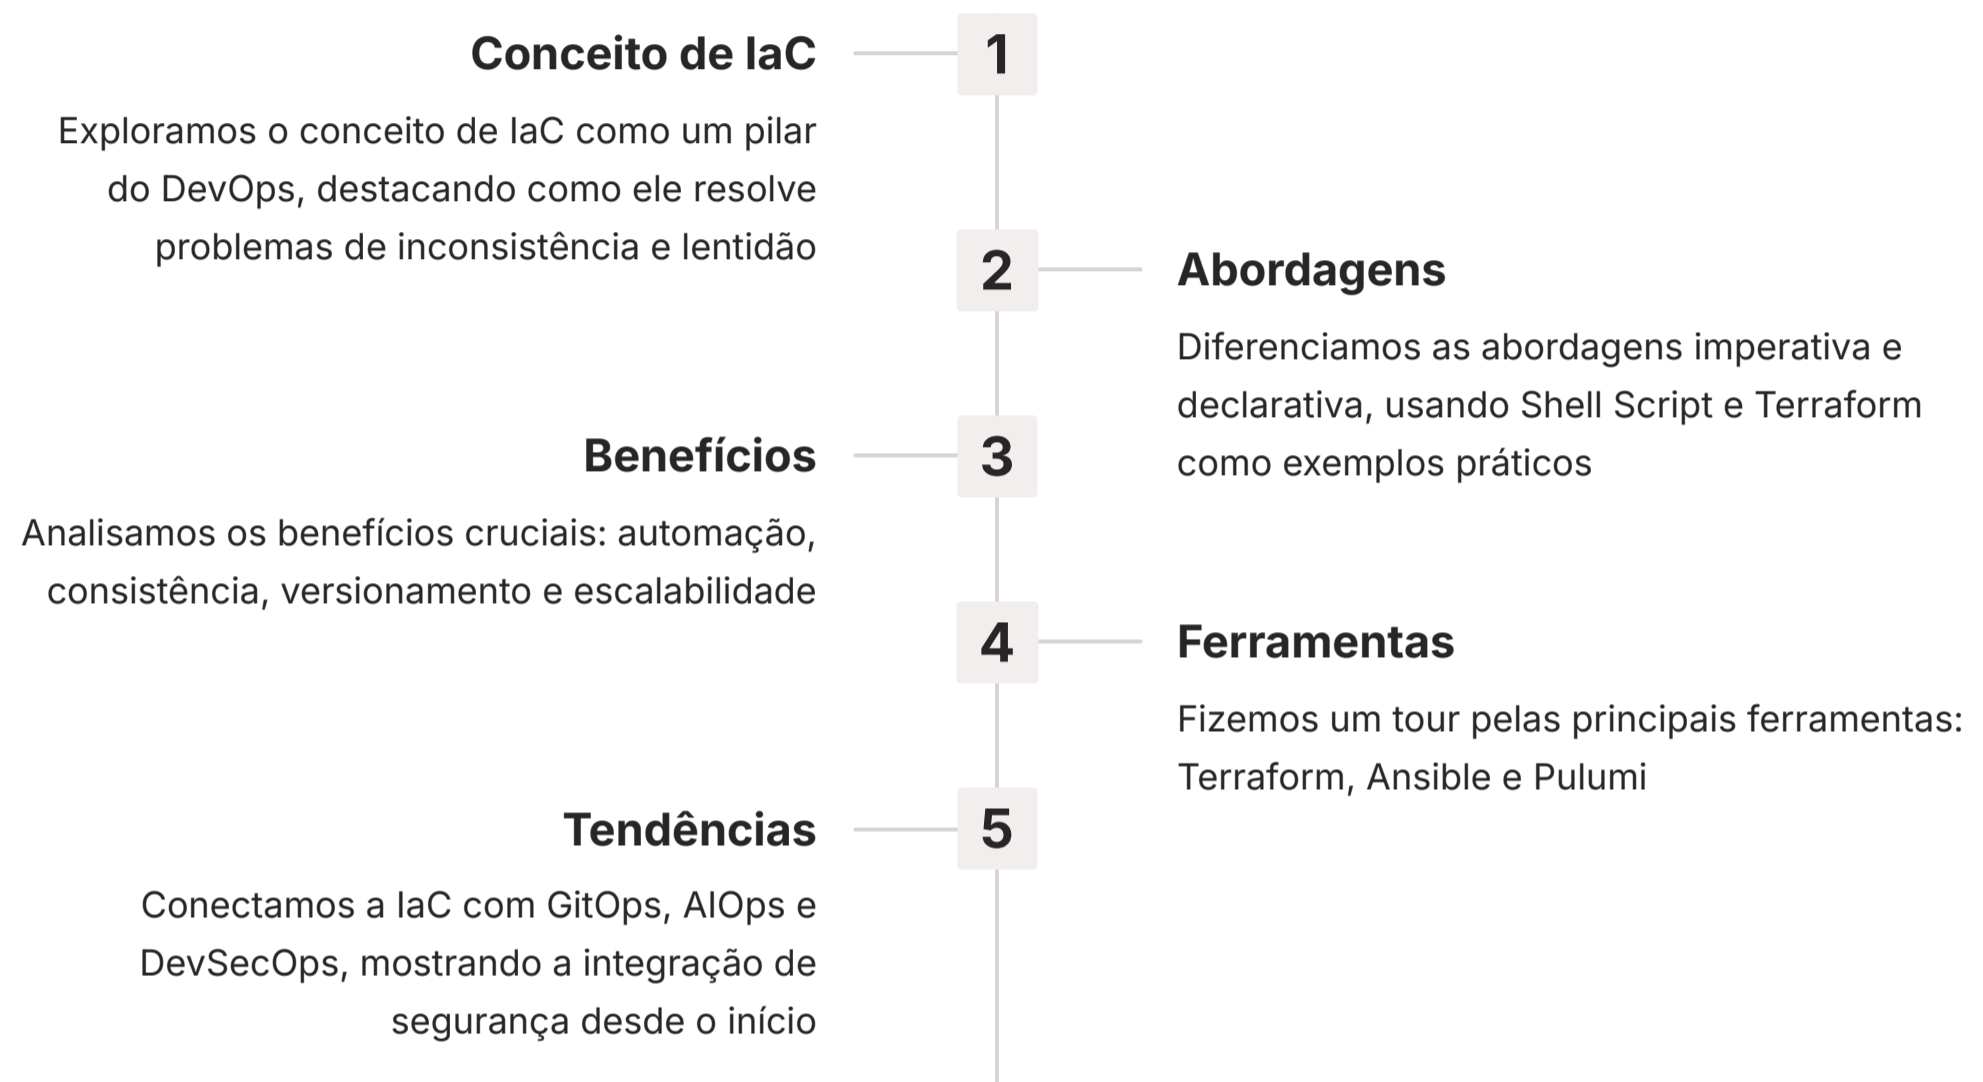 Conceito de IaC
1
Exploramos o conceito de IaC como um pilar
do DevOps, destacando como ele resolve
problemas de inconsistência e lentidão
2
Abordagens
Diferenciamos as abordagens imperativa e
declarativa, usando Shell Script e Terraform
como exemplos práticos
Benefícios
3
Analisamos os benefícios cruciais: automação,
consistência, versionamento e escalabilidade
4
Ferramentas
Fizemos um tour pelas principais ferramentas:
Terraform, Ansible e Pulumi
Tendências
5
Conectamos a IaC com GitOps, AIOps e
DevSecOps, mostrando a integração de
segurança desde o início